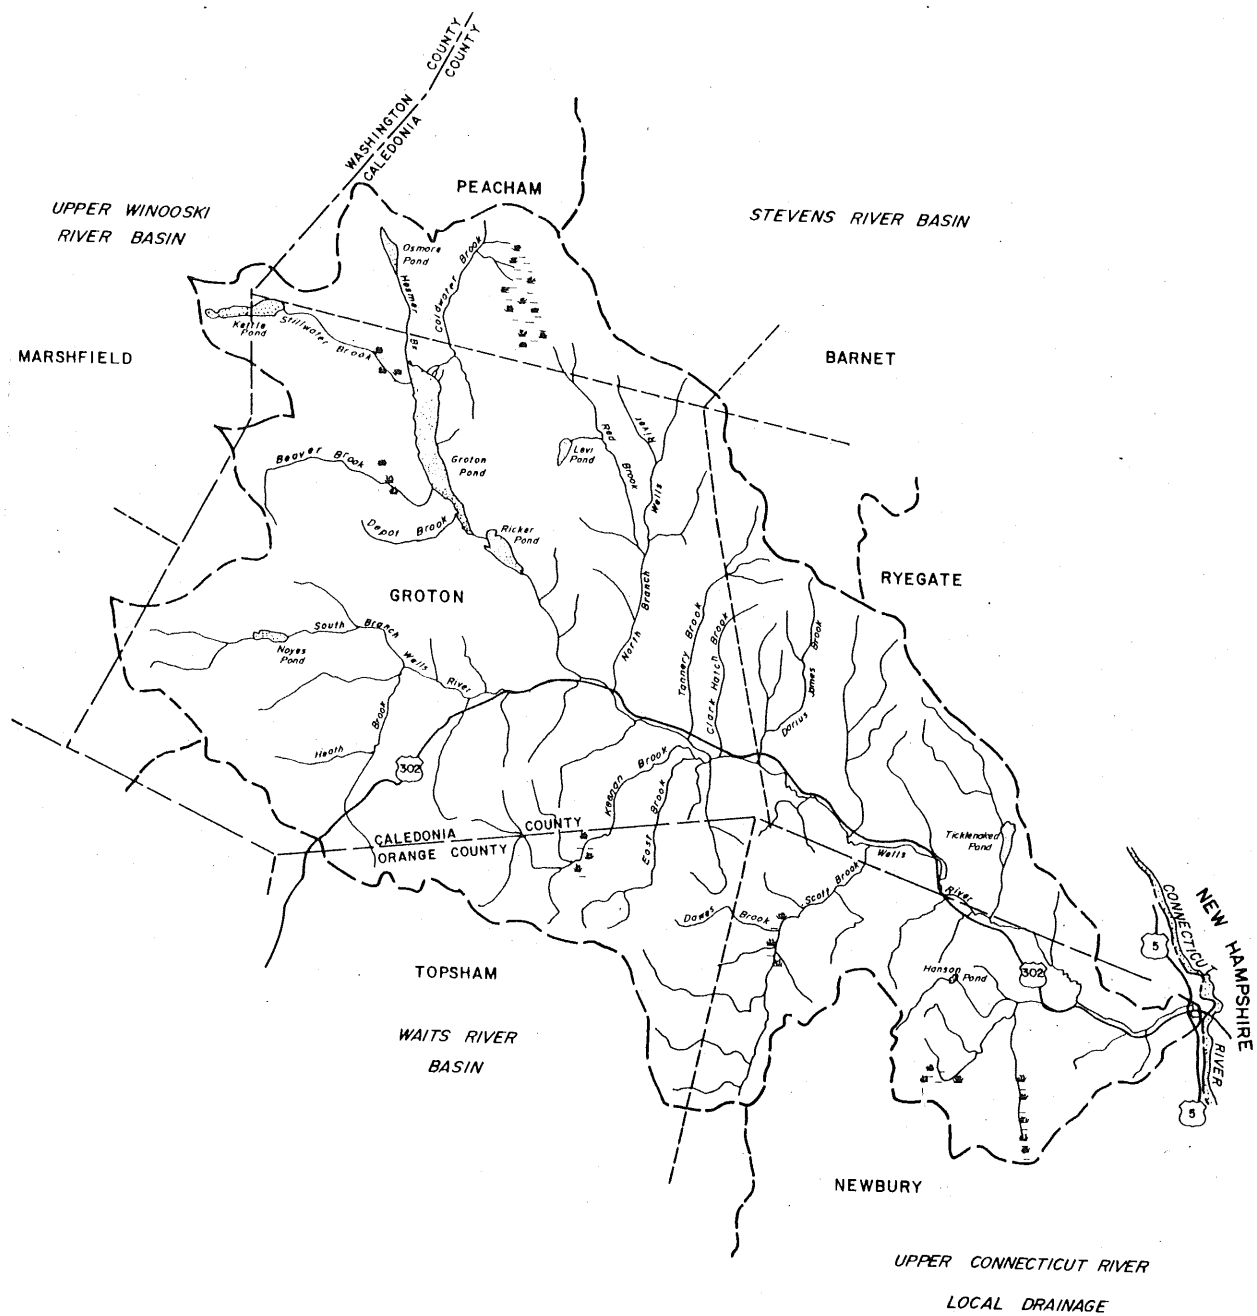 WASHINGTON COUNTY
CALEDONIA COUNTY
PEACHAM
UPPER WINOOSKI
RIVER BASIN
STEVENS RIVER BASIN
Osmore
Pond
Hosmer Bk
Coldwater Brook
Kettle
Pond
Stillwater Brook
MARSHFIELD
BARNET
Red Brook
Levi
Pond
Wells River
Beaver Brook
Groton
Pond
Depot Brook
Ricker
Pond
GROTON
RYEGATE
North Branch
Tannery Brook
Clark Hatch Brook
Darius James Brook
South Branch Wells River
Noyes
Pond
Heath Brook
302
Keenan Brook
East Brook
CALEDONIA COUNTY
ORANGE COUNTY
Ticklenaked
Pond
Wells River
Scott Brook
Dawes Brook
Hanson Pond
302
5
CONNECTICUT RIVER
NEW HAMPSHIRE
5
TOPSHAM
WAITS RIVER
BASIN
NEWBURY
UPPER CONNECTICUT RIVER
LOCAL DRAINAGE